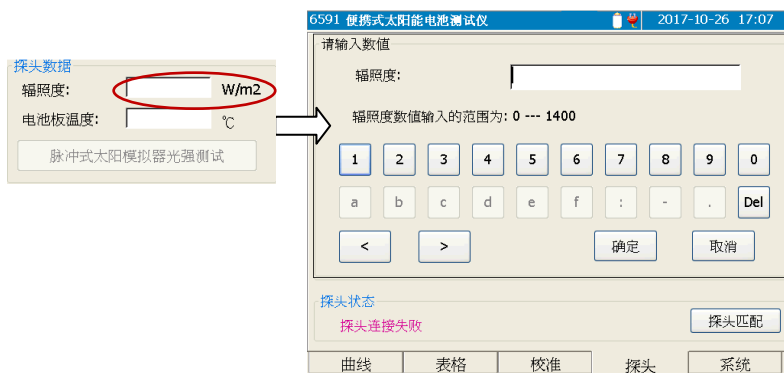 探头数据
辐照度: W/m2
电池板温度: ℃
脉冲式太阳模拟器光强测试
6591 便携式太阳能电池测试仪 2017-10-26 17:07
请输入数值
辐照度:
辐照度数值输入的范围为: 0 --- 1400
1 2 3 4 5 6 7 8 9 0
a b c d e f : - . Del
< > 确定 取消
探头状态
探头连接失败 探头匹配
曲线 表格 校准 探头 系统